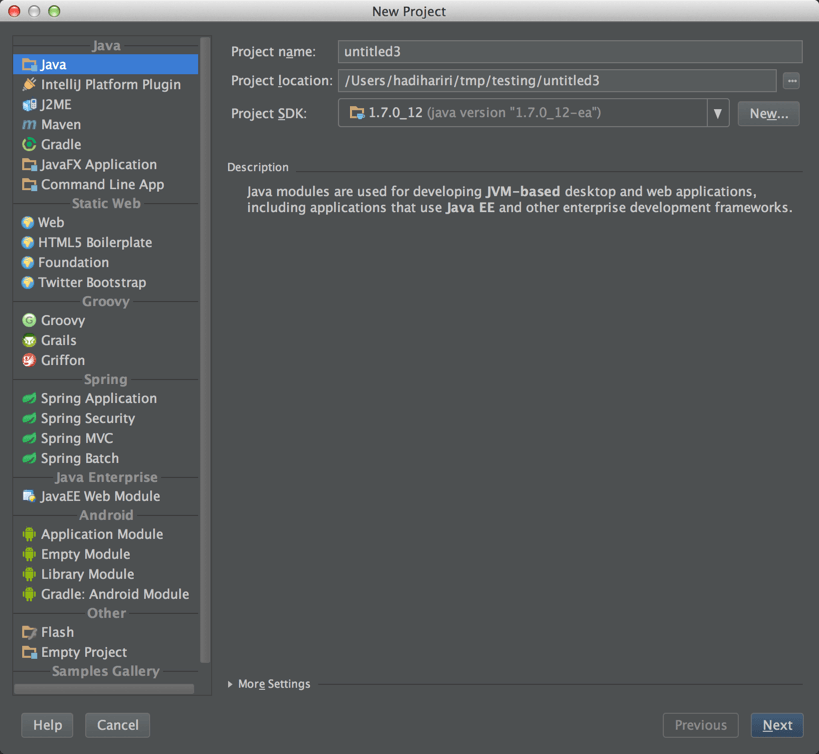 New Project
Java
Java
IntelliJ Platform Plugin
J2ME
Maven
Gradle
JavaFX Application
Command Line App
Static Web
Web
HTML5 Boilerplate
Foundation
Twitter Bootstrap
Groovy
Groovy
Grails
Griffon
Spring
Spring Application
Spring Security
Spring MVC
Spring Batch
Java Enterprise
JavaEE Web Module
Android
Application Module
Empty Module
Library Module
Gradle: Android Module
Other
Flash
Empty Project
Samples Gallery
Project name: untitled3
Project location: /Users/hadihariri/tmp/testing/untitled3 ...
Project SDK: 1.7.0_12 (java version "1.7.0_12-ea") New...
Description
Java modules are used for developing JVM-based desktop and web applications,
including applications that use Java EE and other enterprise development frameworks.
More Settings
Help Cancel Previous Next